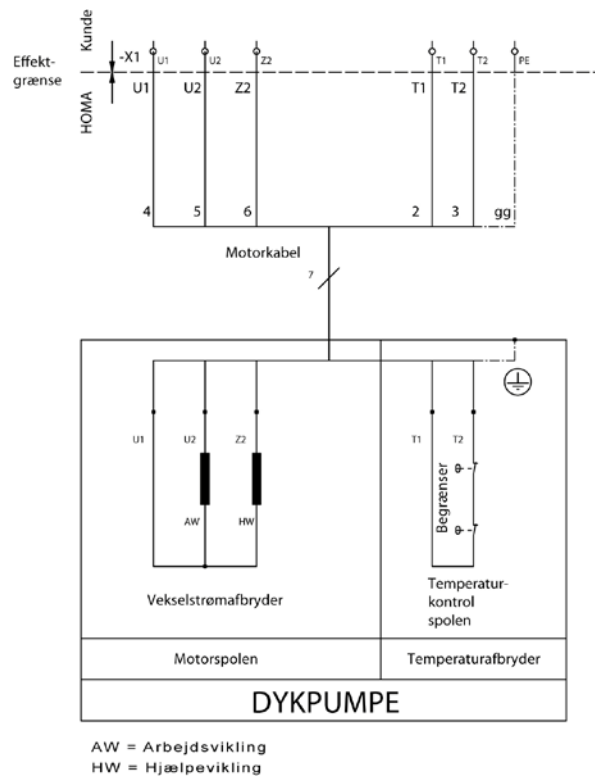 Kunde
Effekt-
grænse
HOMA
-X1 U1 U2 Z2 T1 T2 PE
U1 U2 Z2 T1 T2
4 5 6 2 3 gg
Motorkabel
7
U1 U2 Z2 T1 T2
Begrænser
AW HW
Vekselstrømafbryder
Temperatur-
kontrol
spolen
Motorspolen Temperaturafbryder
DYKPUMPE
AW = Arbejdsvikling
HW = Hjælpevikling